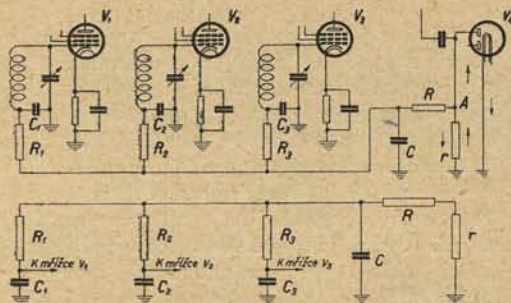 V₁
V₂
V₃
R
A
C₁
C₂
C₃
R₁
R₂
R₃
C
r
R
R₁
R₂
R₃
C
r
K mřížce V₁
K mřížce V₂
K mřížce V₃
C₁
C₂
C₃